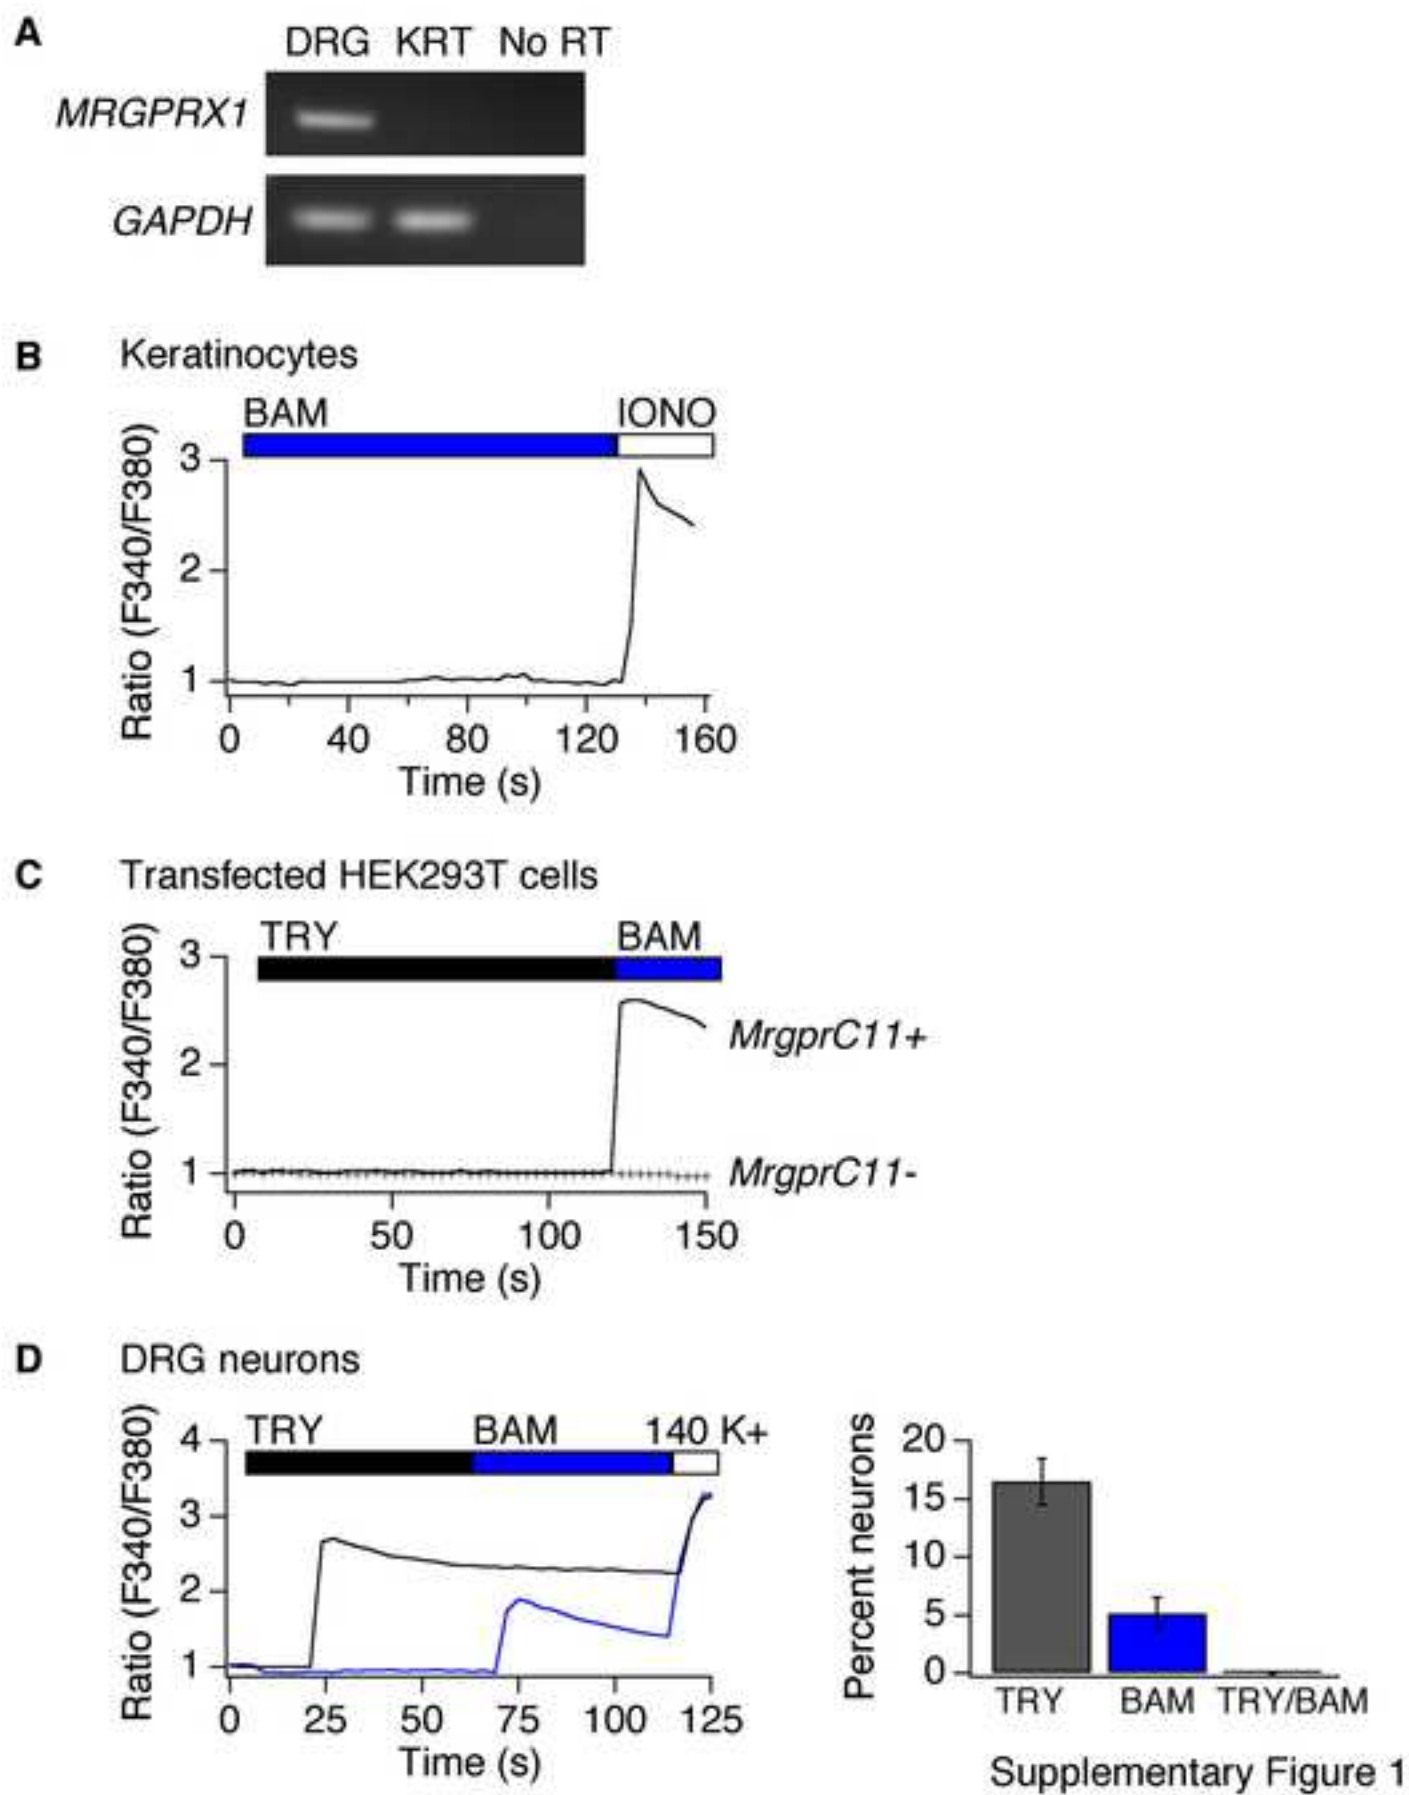 A
DRG KRT No RT
MRGPRX1
GAPDH
B Keratinocytes
BAM IONO
Ratio (F340/F380)
3
2
1
0 40 80 120 160
Time (s)
C Transfected HEK293T cells
TRY BAM
Ratio (F340/F380)
3
2
1
MrgprC11+
MrgprC11-
0 50 100 150
Time (s)
D DRG neurons
TRY BAM 140 K+
Ratio (F340/F380)
4
3
2
1
0 25 50 75 100 125
Time (s)
Percent neurons
20
15
10
5
0
TRY BAM TRY/BAM
Supplementary Figure 1